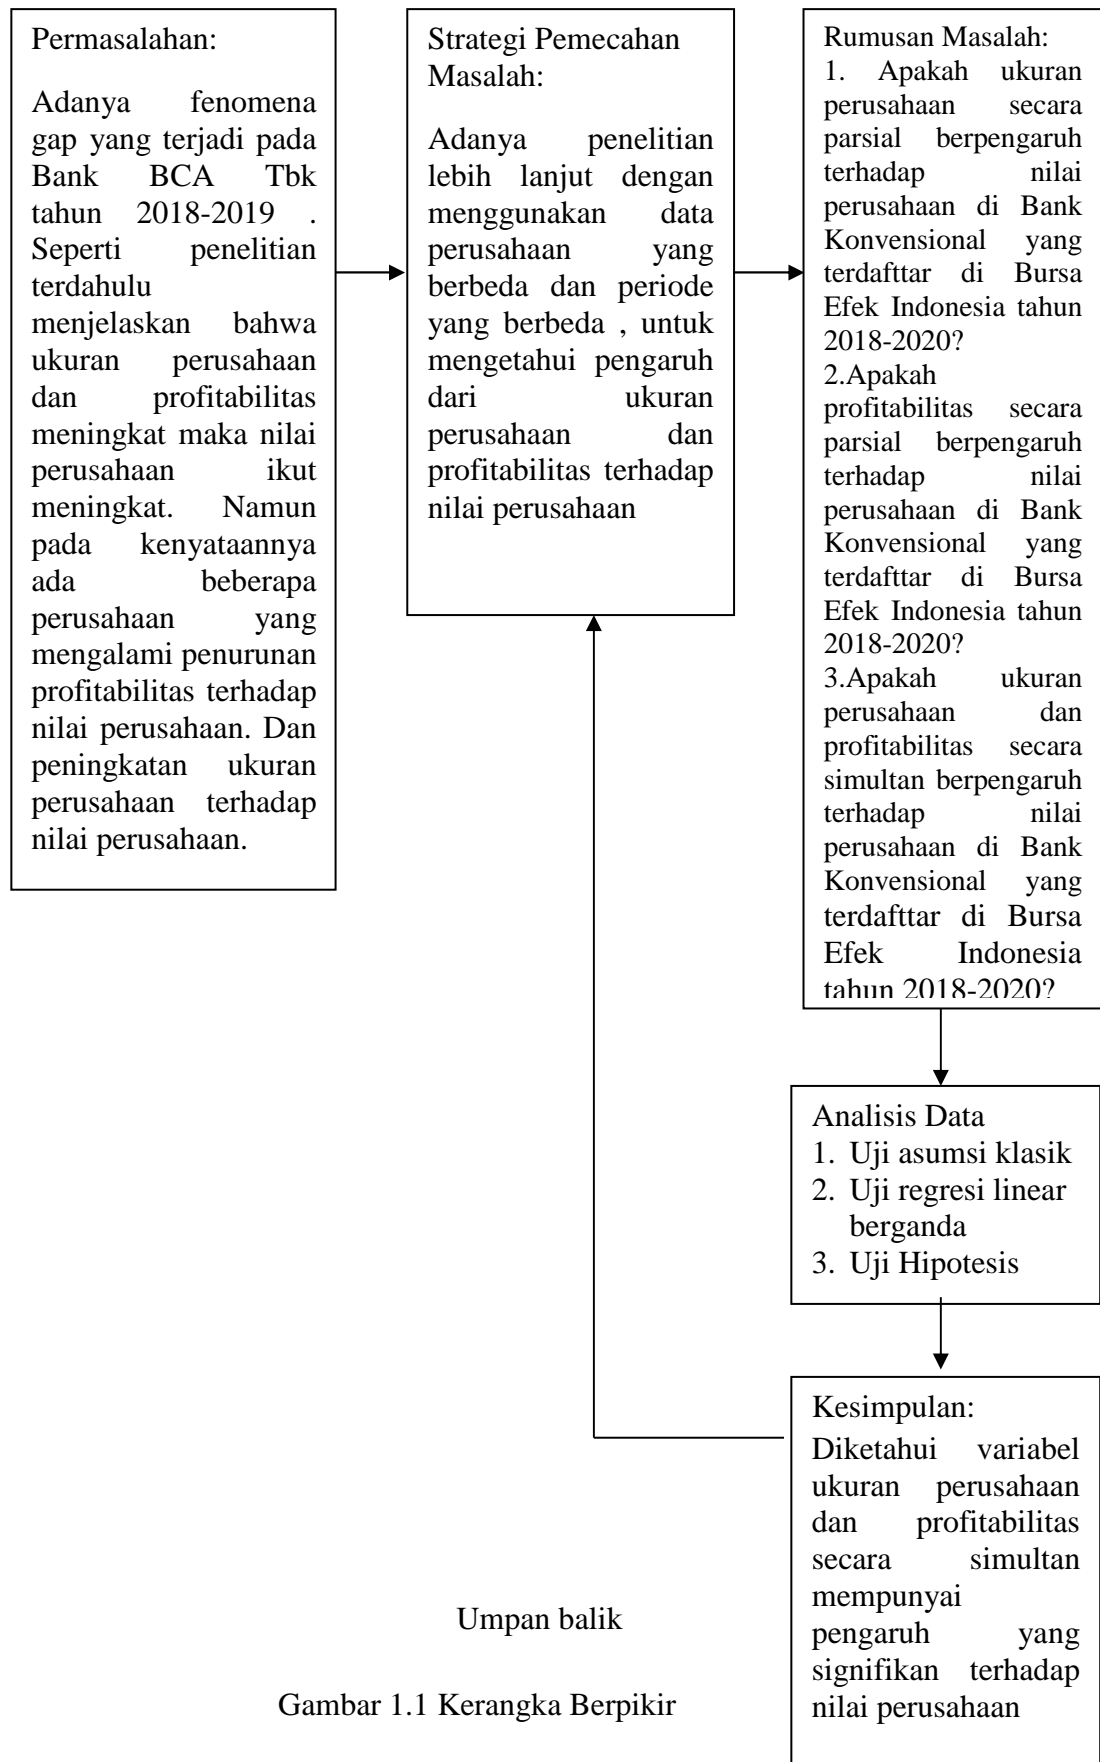 Permasalahan:
Adanya fenomena
gap yang terjadi pada
Bank BCA Tbk
tahun 2018-2019 .
Seperti penelitian
terdahulu
menjelaskan bahwa
ukuran perusahaan
dan profitabilitas
meningkat maka nilai
perusahaan ikut
meningkat. Namun
pada kenyataannya
ada beberapa
perusahaan yang
mengalami penurunan
profitabilitas terhadap
nilai perusahaan. Dan
peningkatan ukuran
perusahaan terhadap
nilai perusahaan.
Strategi Pemecahan
Masalah:
Adanya penelitian
lebih lanjut dengan
menggunakan data
perusahaan yang
berbeda dan periode
yang berbeda , untuk
mengetahui pengaruh
dari ukuran
perusahaan dan
profitabilitas terhadap
nilai perusahaan
Rumusan Masalah:
1. Apakah ukuran
perusahaan secara
parsial berpengaruh
terhadap nilai
perusahaan di Bank
Konvensional yang
terdafttar di Bursa
Efek Indonesia tahun
2018-2020?
2.Apakah
profitabilitas secara
parsial berpengaruh
terhadap nilai
perusahaan di Bank
Konvensional yang
terdafttar di Bursa
Efek Indonesia tahun
2018-2020?
3.Apakah ukuran
perusahaan dan
profitabilitas secara
simultan berpengaruh
terhadap nilai
perusahaan di Bank
Konvensional yang
terdafttar di Bursa
Efek Indonesia
tahun 2018-2020?
Analisis Data
1. Uji asumsi klasik
2. Uji regresi linear
berganda
3. Uji Hipotesis
Kesimpulan:
Diketahui variabel
ukuran perusahaan
dan profitabilitas
secara simultan
mempunyai
pengaruh yang
signifikan terhadap
nilai perusahaan
Umpan balik
Gambar 1.1 Kerangka Berpikir